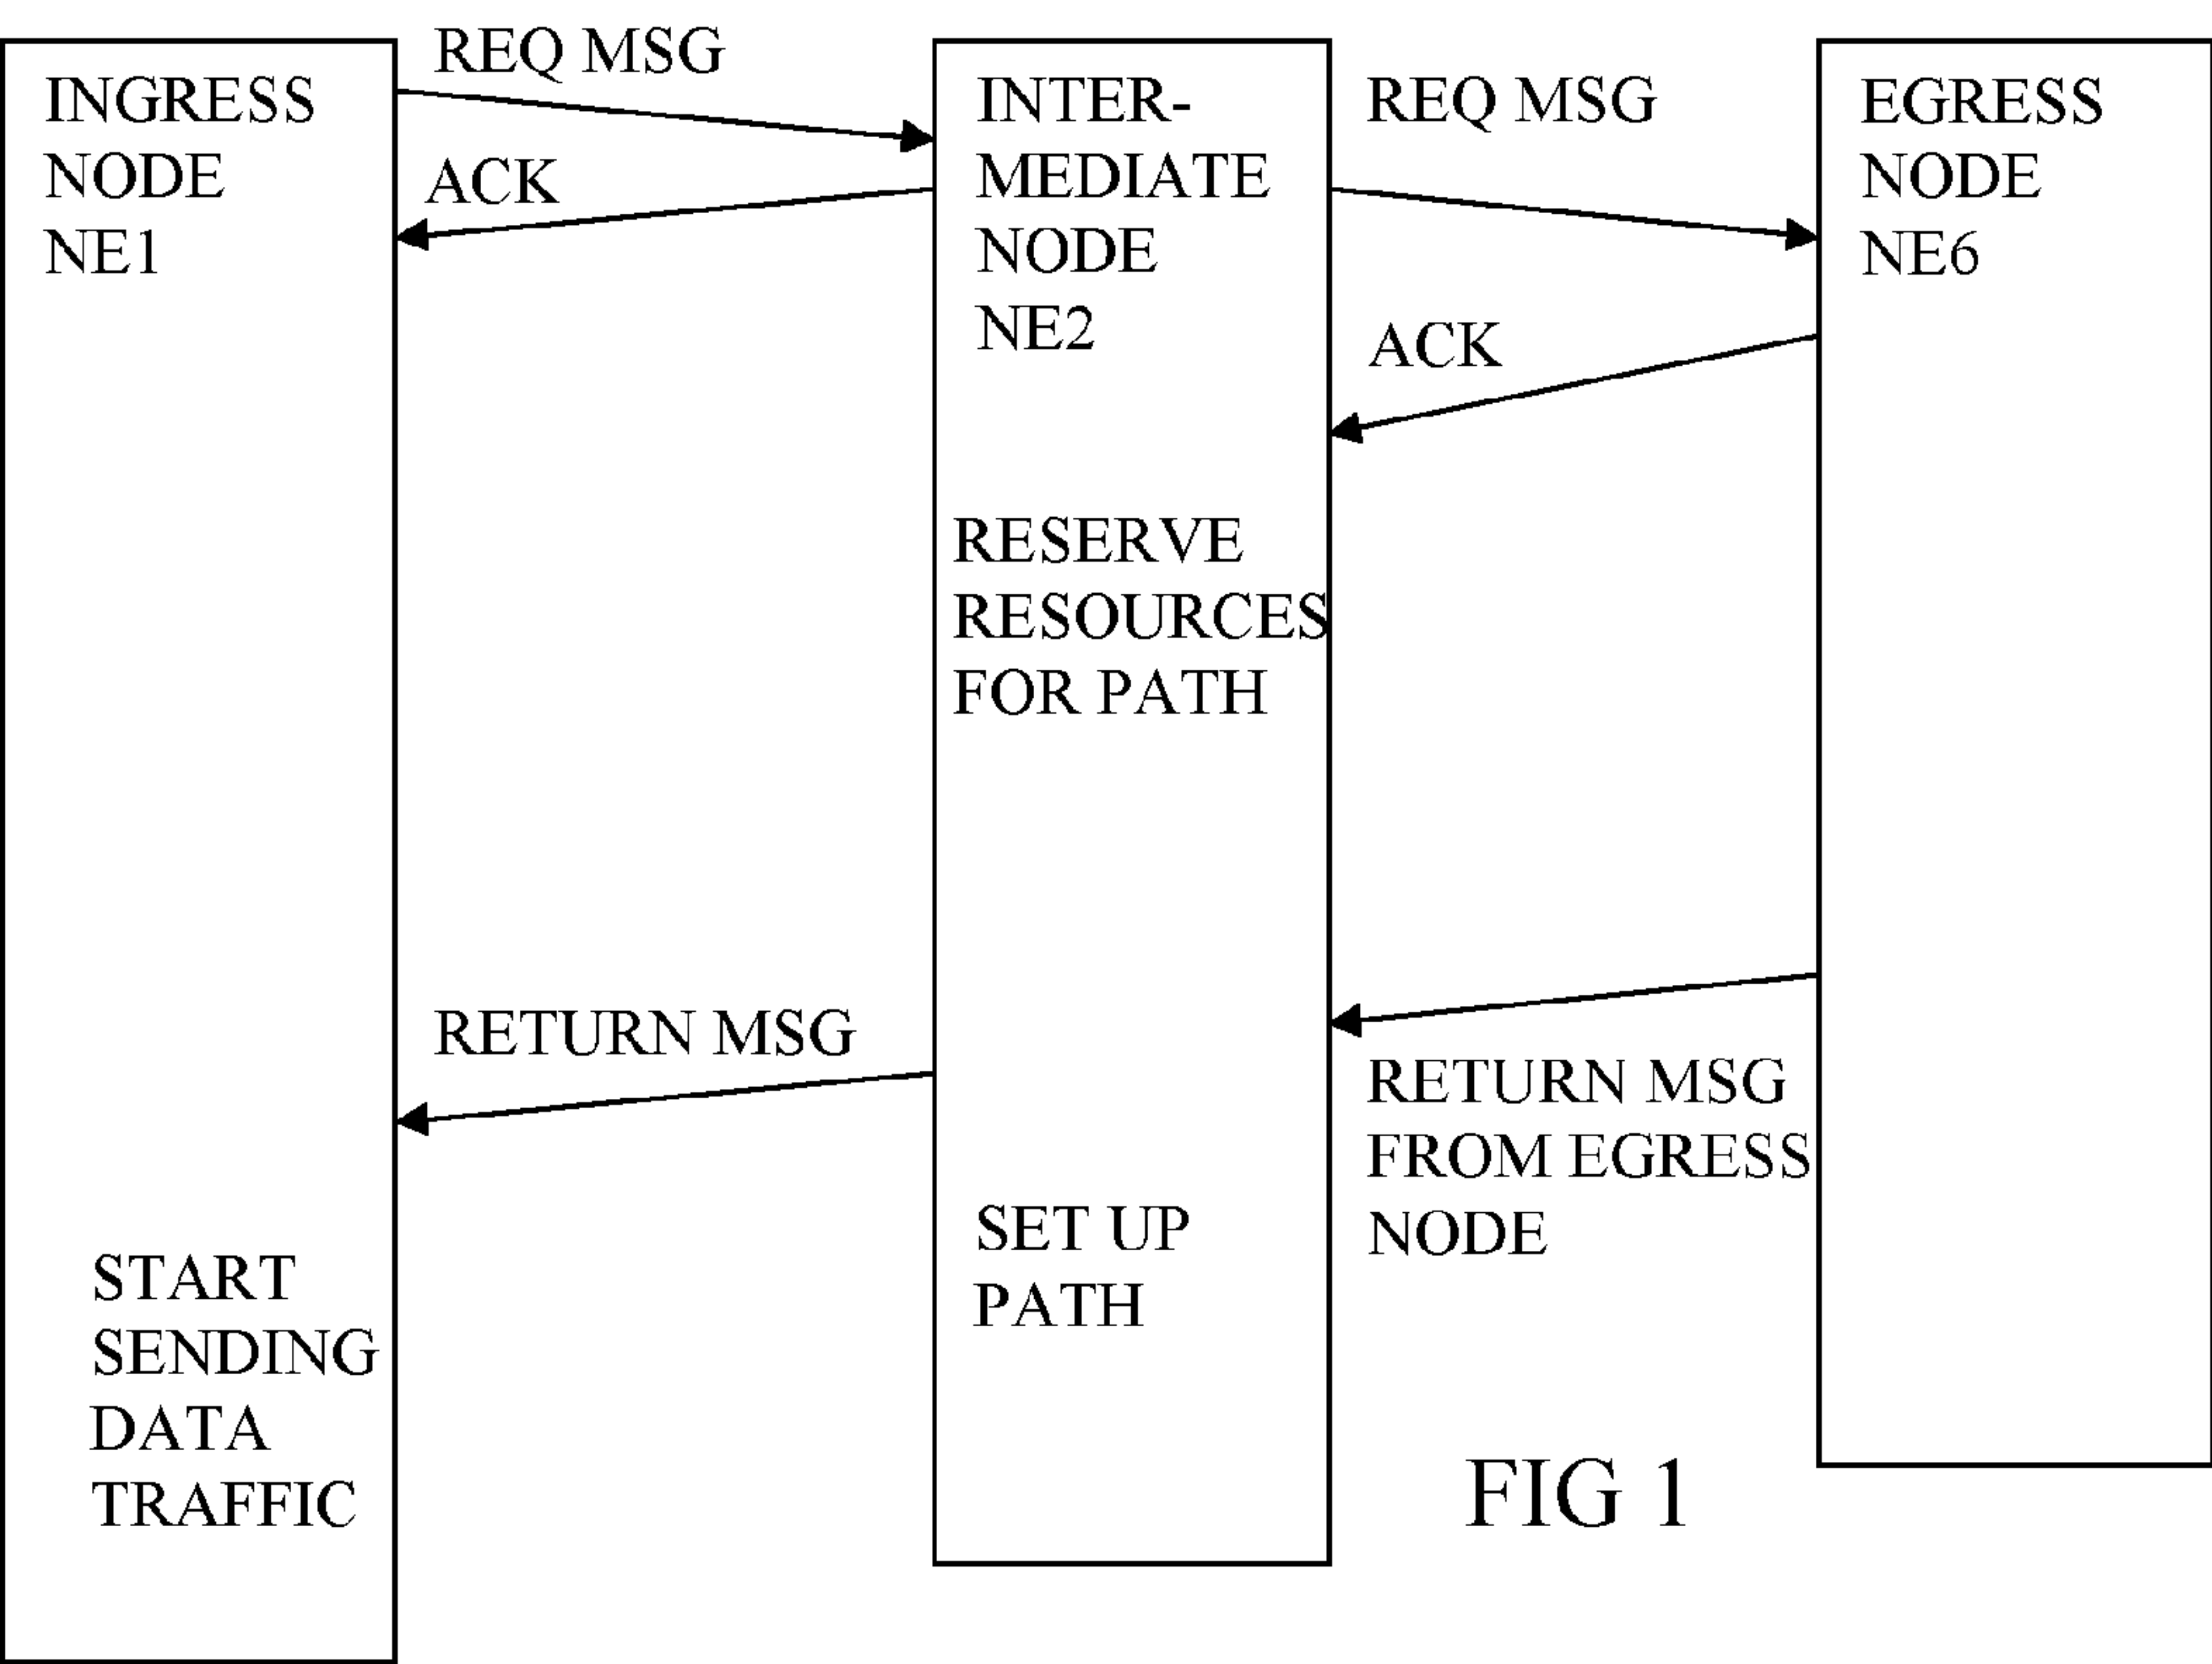 REQ MSG
INGRESS
NODE
NE1
ACK
INTER-
MEDIATE
NODE
NE2
REQ MSG
EGRESS
NODE
NE6
ACK
RESERVE
RESOURCES
FOR PATH
RETURN MSG
RETURN MSG
FROM EGRESS
NODE
SET UP
PATH
START
SENDING
DATA
TRAFFIC
FIG 1